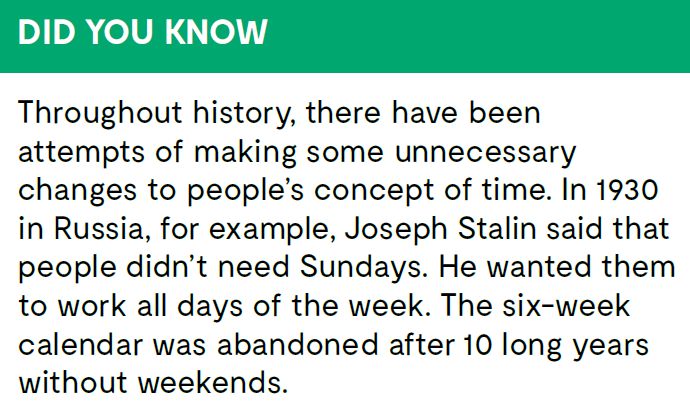 DID YOU KNOW
Throughout history, there have been
attempts of making some unnecessary
changes to people’s concept of time. In 1930
in Russia, for example, Joseph Stalin said that
people didn’t need Sundays. He wanted them
to work all days of the week. The six-week
calendar was abandoned after 10 long years
without weekends.